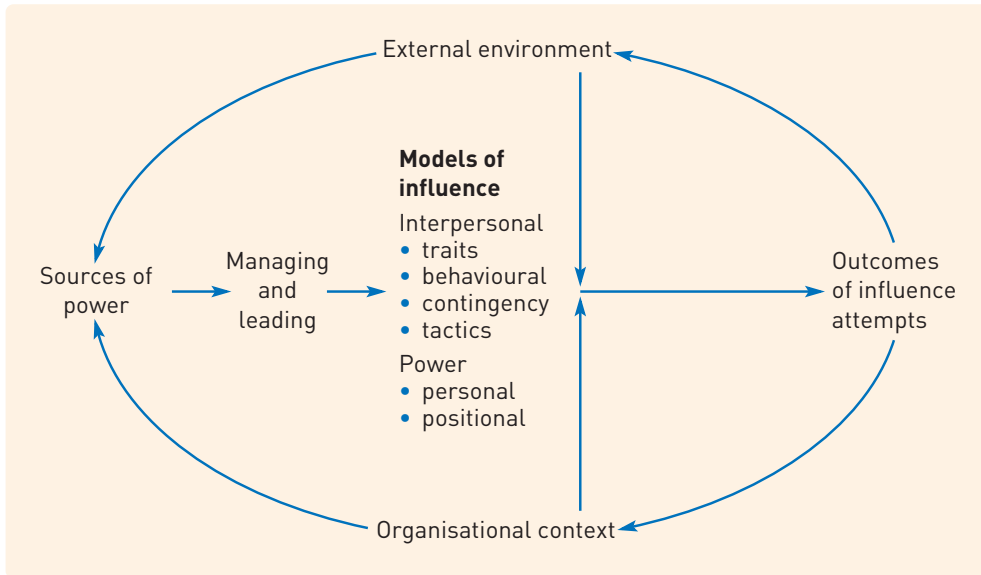 External environment
Models of
influence
Interpersonal
• traits
• behavioural
• contingency
• tactics
Power
• personal
• positional
Sources of
power
Managing
and
leading
Outcomes
of influence
attempts
Organisational context